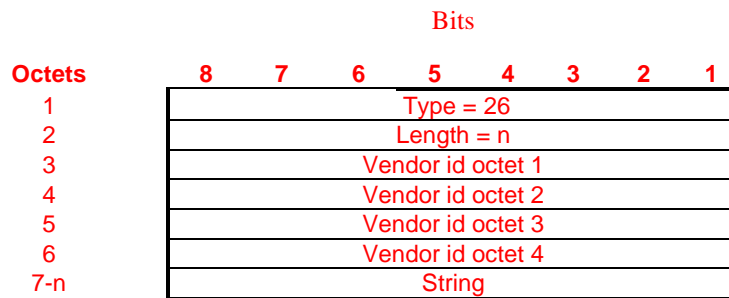 Bits
Octets 8 7 6 5 4 3 2 1
1 Type = 26
2 Length = n
3 Vendor id octet 1
4 Vendor id octet 2
5 Vendor id octet 3
6 Vendor id octet 4
7-n String